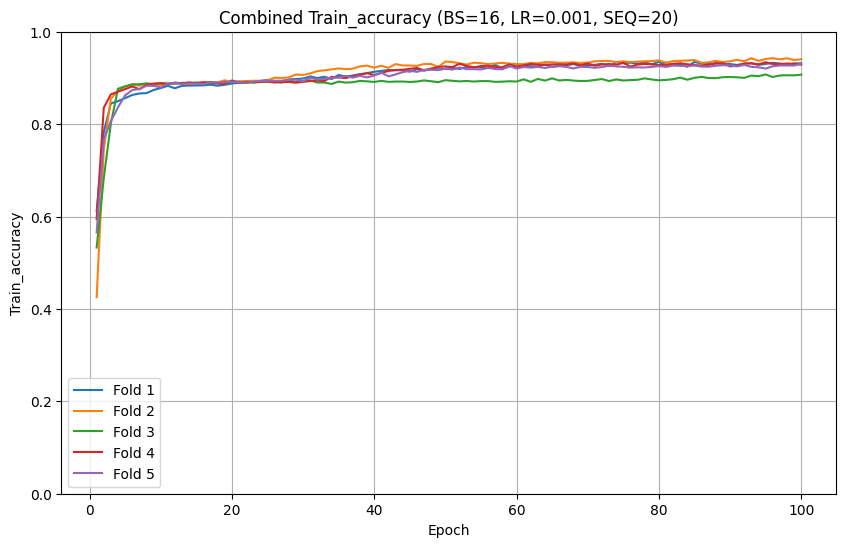 Combined Train_accuracy (BS=16, LR=0.001, SEQ=20)
Train_accuracy
1.0
0.8
0.6
0.4
0.2
0.0
Fold 1
Fold 2
Fold 3
Fold 4
Fold 5
0 20 40 60 80 100
Epoch